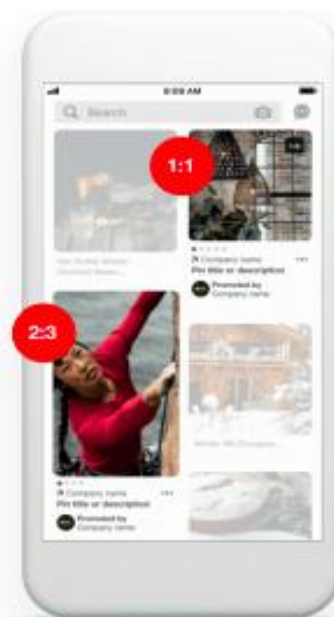 9:09 AM
Search
1:1
Company name
Pin title or description
Promoted by
Company name
2:3
Company name
Pin title or description
Promoted by
Company name